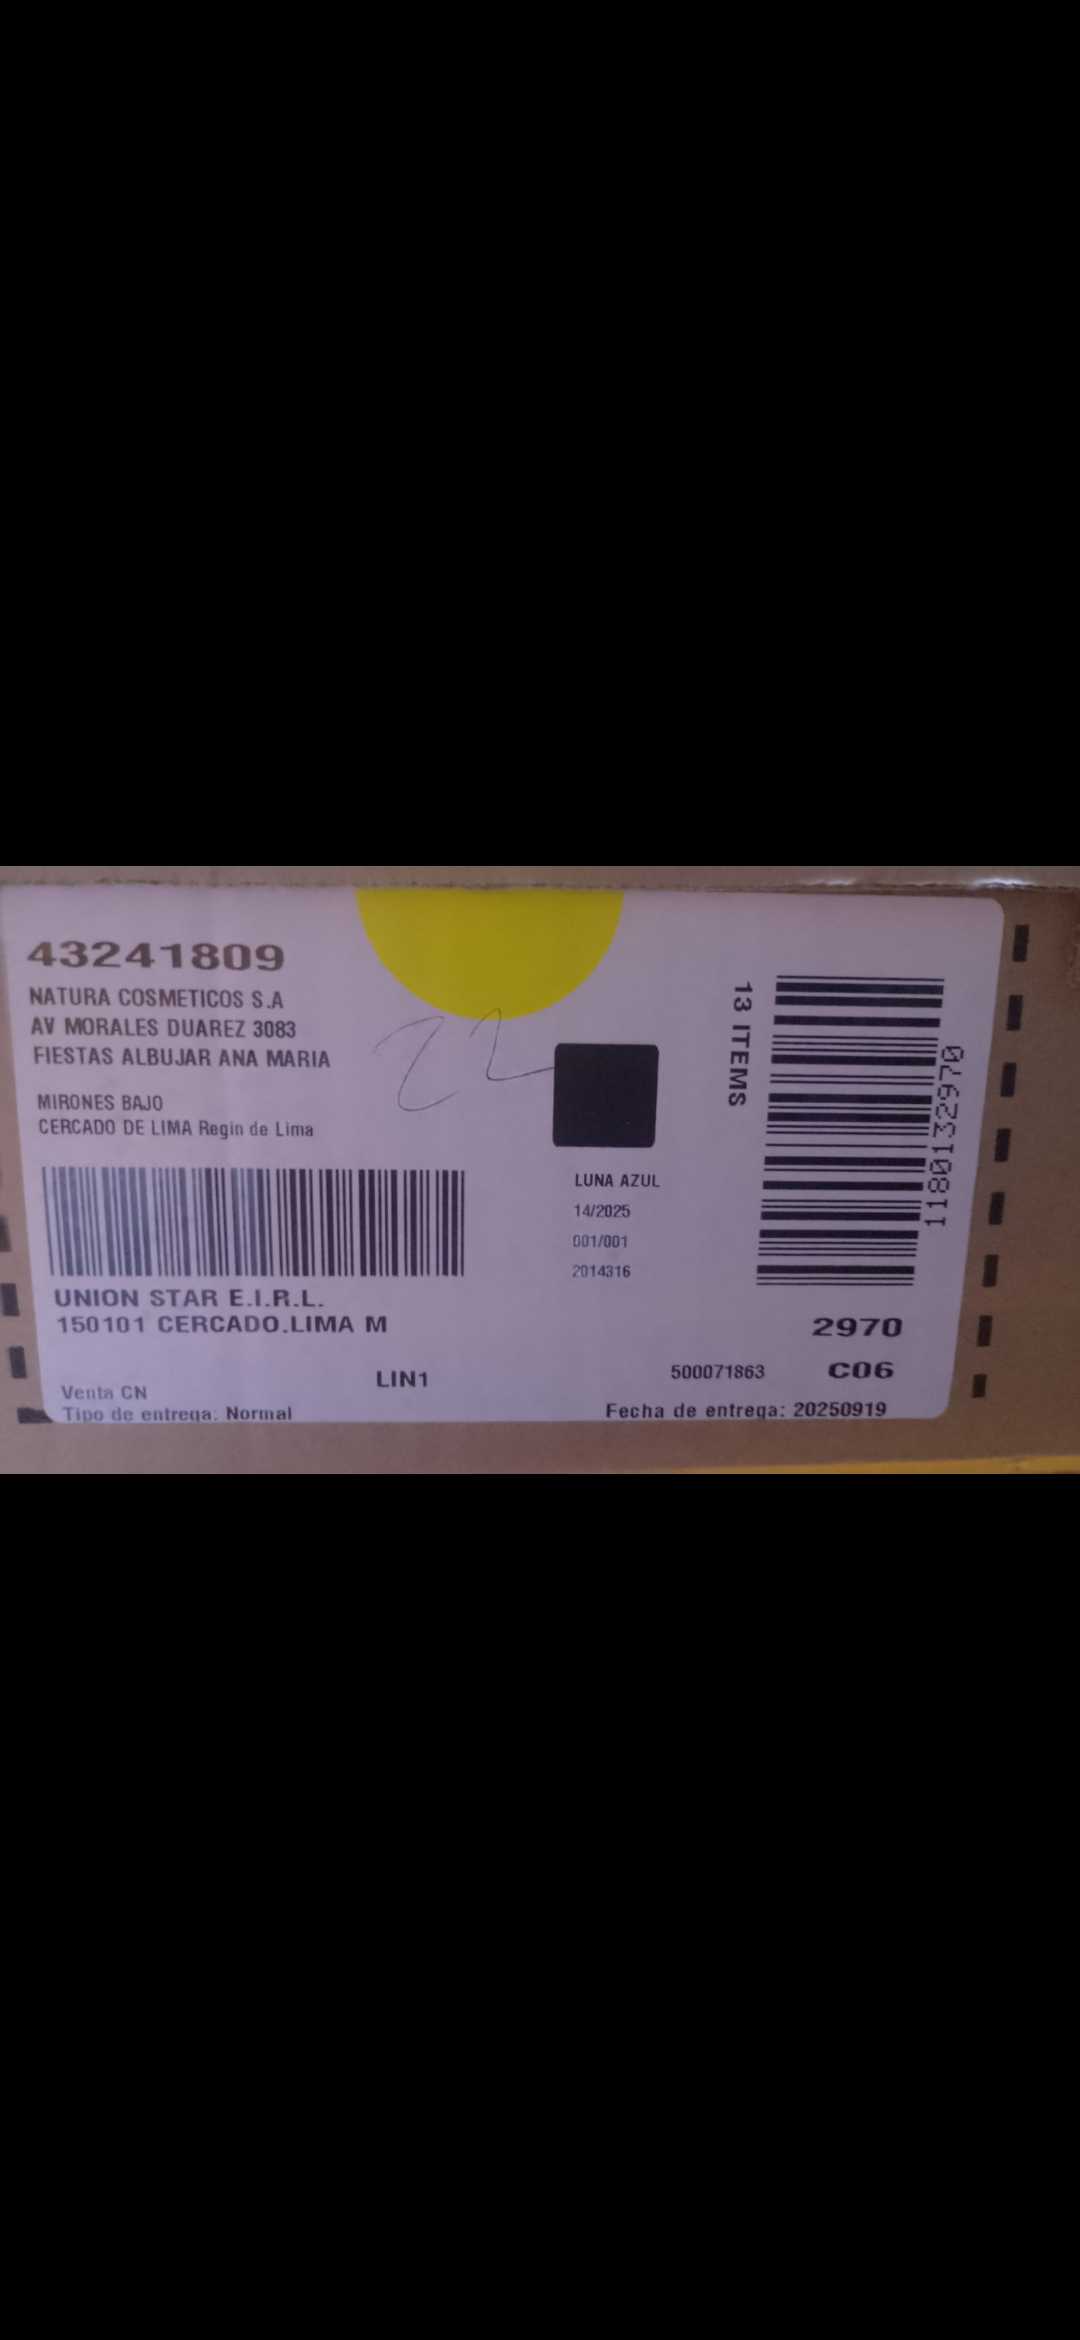 43241809
NATURA COSMETICOS S.A
AV MORALES DUAREZ 3083
FIESTAS ALBUJAR ANA MARIA
22
MIRONES BAJO
CERCADO DE LIMA Regin de Lima
UNION STAR E.I.R.L.
150101 CERCADO.LIMA M
LIN1
Venta CN
Tipo de entrega: Normal
LUNA AZUL
14/2025
001/001
2014316
13 ITEMS
1180132970
2970
500071863 C06
Fecha de entrega: 20250919